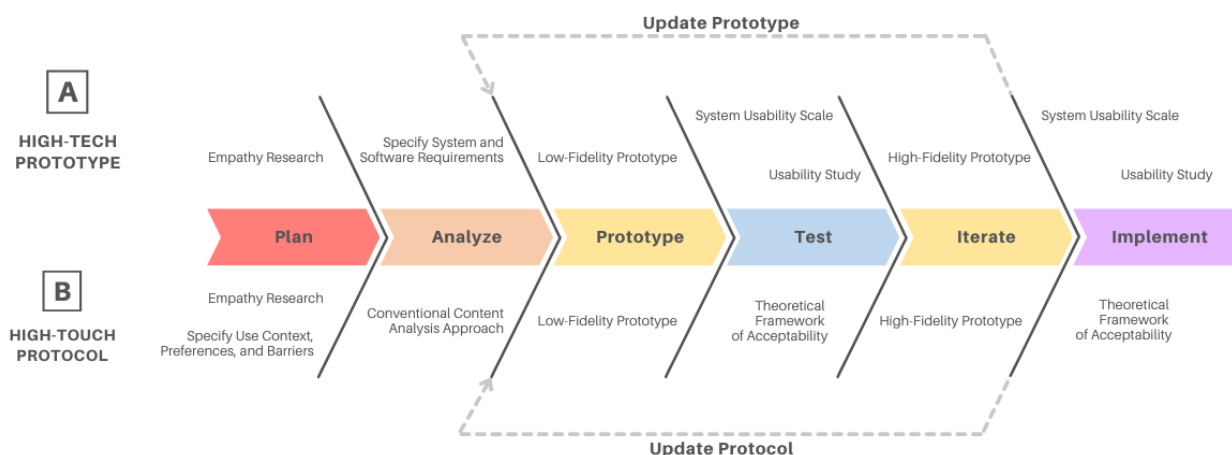 Update Prototype
A
HIGH-TECH
PROTOTYPE
Empathy Research
Specify System and
Software Requirements
Low-Fidelity Prototype
System Usability Scale
Usability Study
High-Fidelity Prototype
System Usability Scale
Usability Study
Plan
Analyze
Prototype
Test
Iterate
Implement
B
HIGH-TOUCH
PROTOCOL
Empathy Research
Specify Use Context,
Preferences, and Barriers
Conventional Content
Analysis Approach
Low-Fidelity Prototype
Theoretical
Framework
of Acceptability
High-Fidelity Prototype
Theoretical
Framework
of Acceptability
Update Protocol